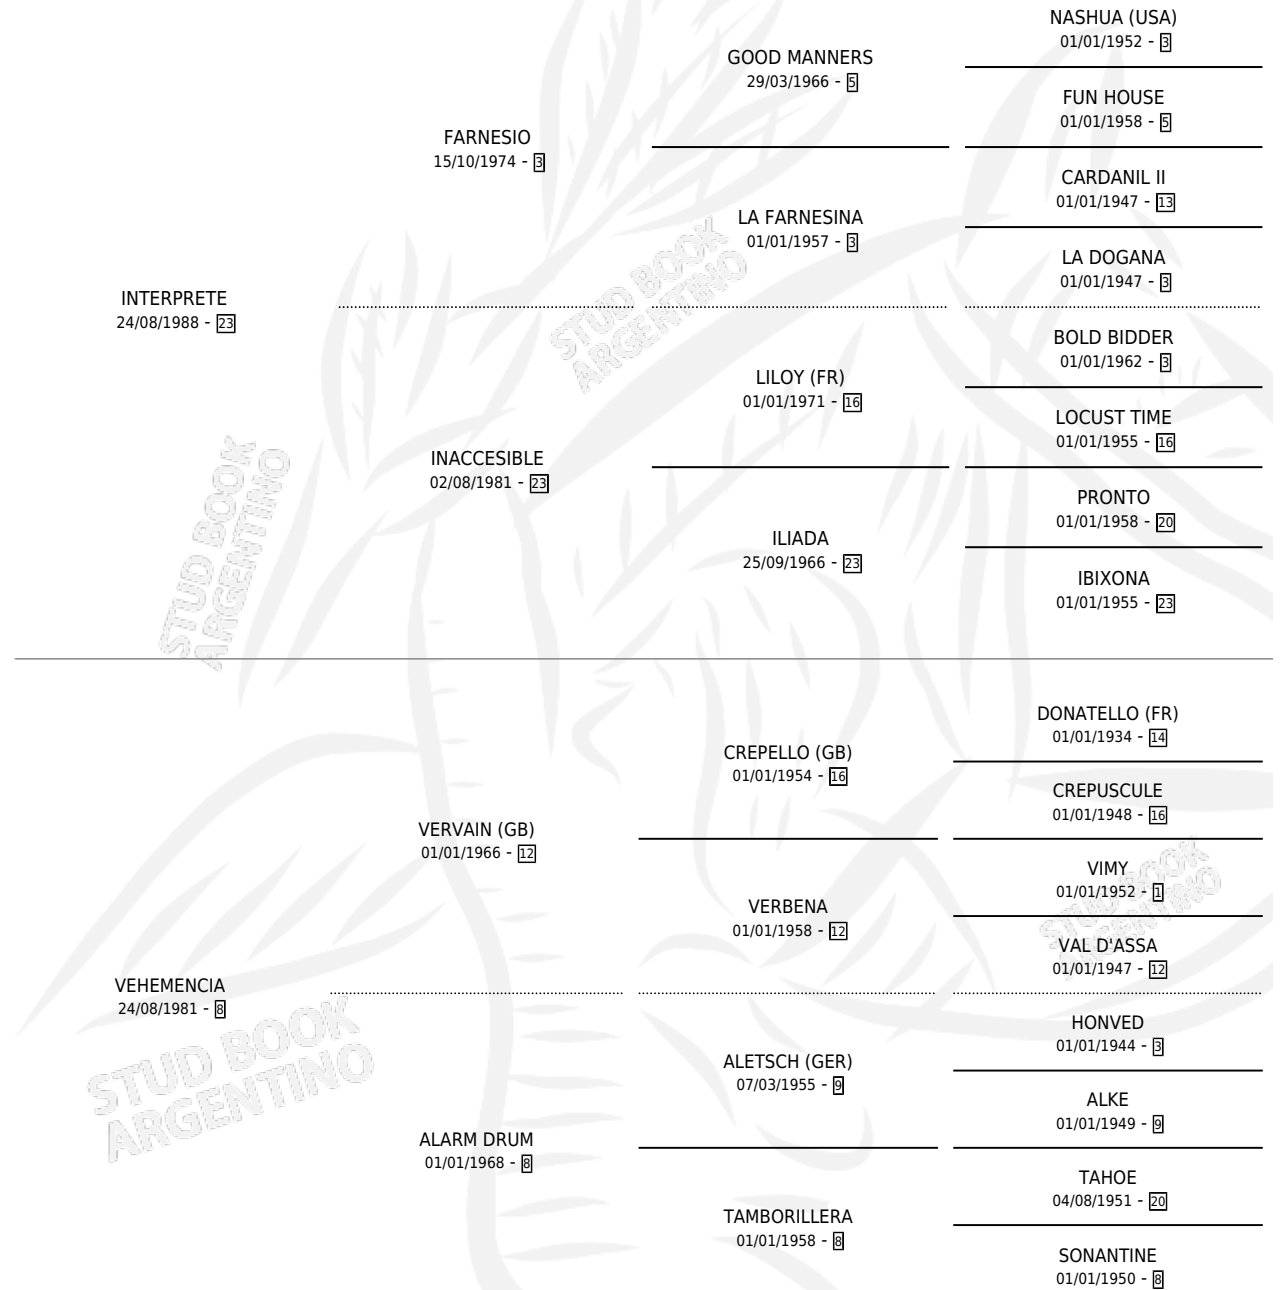 NASHUA (USA)
01/01/1952 - 3
GOOD MANNERS
29/03/1966 - 5
FUN HOUSE
01/01/1958 - 5
FARNESIO
15/10/1974 - 3
CARDANIL II
01/01/1947 - 13
LA FARNESINA
01/01/1957 - 3
LA DOGANA
01/01/1947 - 3
INTERPRETE
24/08/1988 - 23
BOLD BIDDER
01/01/1962 - 3
LILOY (FR)
01/01/1971 - 16
LOCUST TIME
01/01/1955 - 16
INACCESIBLE
02/08/1981 - 23
PRONTO
01/01/1958 - 20
ILIADA
25/09/1966 - 23
IBIXONA
01/01/1955 - 23
DONATELLO (FR)
01/01/1934 - 14
CREPELLO (GB)
01/01/1954 - 16
CREPUSCULE
01/01/1948 - 16
VERVAIN (GB)
01/01/1966 - 12
VIMY
01/01/1952 - 1
VERBENA
01/01/1958 - 12
VAL D'ASSA
01/01/1947 - 12
VEHEMENCIA
24/08/1981 - 8
HONVED
01/01/1944 - 3
ALETSCH (GER)
07/03/1955 - 9
ALKE
01/01/1949 - 9
ALARM DRUM
01/01/1968 - 8
TAHOE
04/08/1951 - 20
TAMBORILLERA
01/01/1958 - 8
SONANTINE
01/01/1950 - 8
STUD BOOK
ARGENTINO
STUD BOOK
ARGENTINO
STUD BOOK
ARGENTINO
STUD BOOK
ARGENTINO